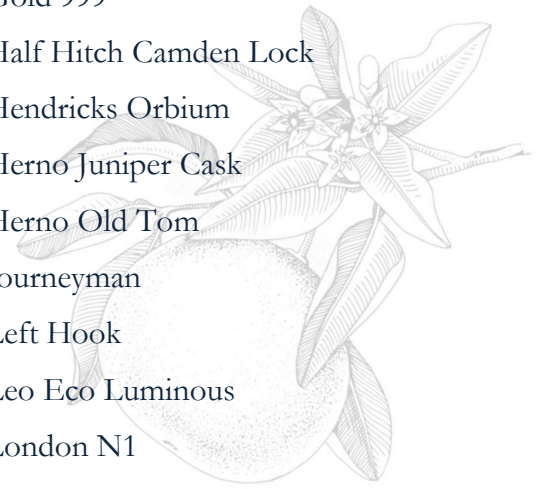 Gold 999
Half Hitch Camden Lock
Hendricks Orbium
Herno Juniper Cask
Herno Old Tom
Journeyman
Left Hook
Leo Eco Luminous
London N1